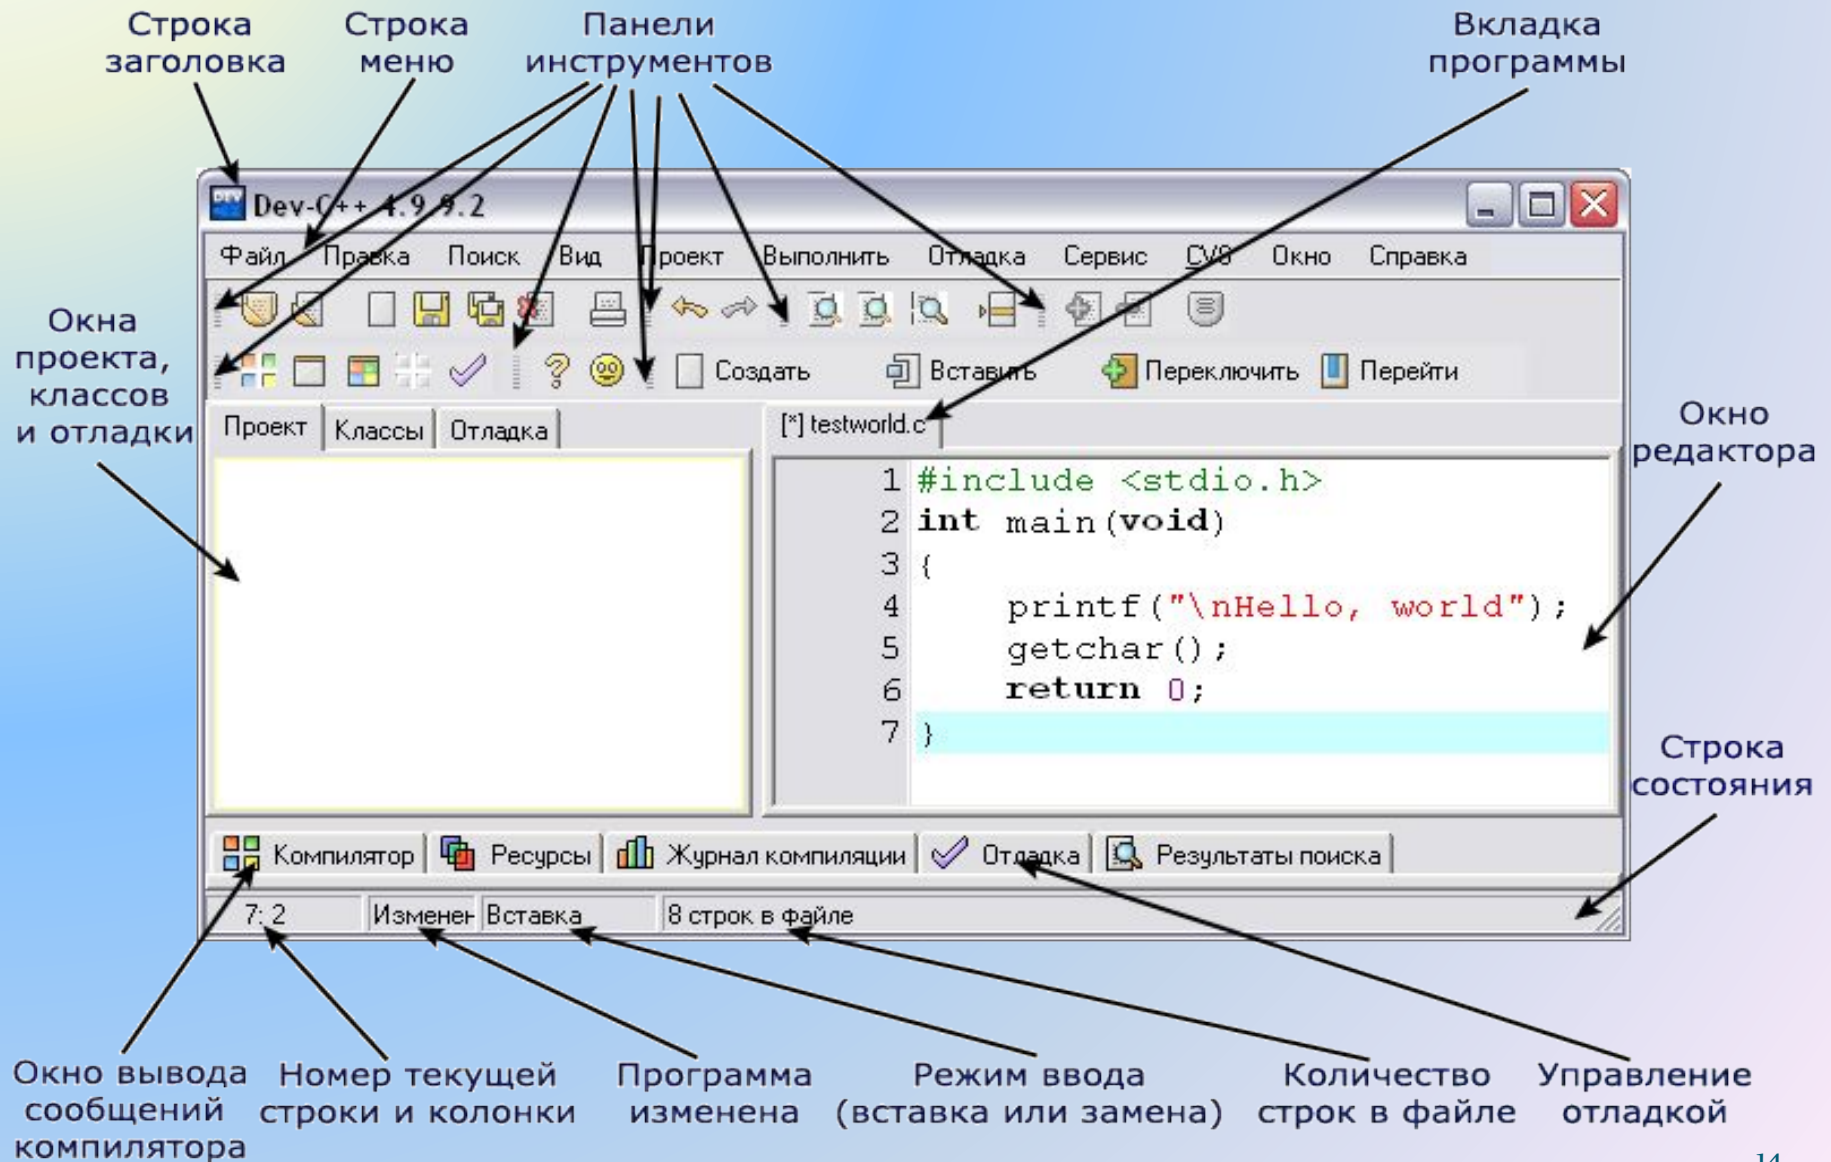 Строка
заголовка
Строка
меню
Панели
инструментов
Вкладка
программы
Dev-C++ 4.9.9.2
Файл Правка Поиск Вид Проект Выполнить Отладка Сервис CVS Окно Справка
Создать Вставить Переключить Перейти
Окна
проекта,
классов
и отладки
Проект Классы Отладка
[*] testworld.c
1 #include <stdio.h>
2 int main(void)
3 {
4 printf("\nHello, world");
5 getchar();
6 return 0;
7 }
Окно
редактора
Строка
состояния
Компилятор Ресурсы Журнал компиляции Отладка Результаты поиска
7: 2 Изменен Вставка 8 строк в файле
Окно вывода
сообщений
компилятора
Номер текущей
строки и колонки
Программа
изменена
Режим ввода
(вставка или замена)
Количество
строк в файле
Управление
отладкой
14